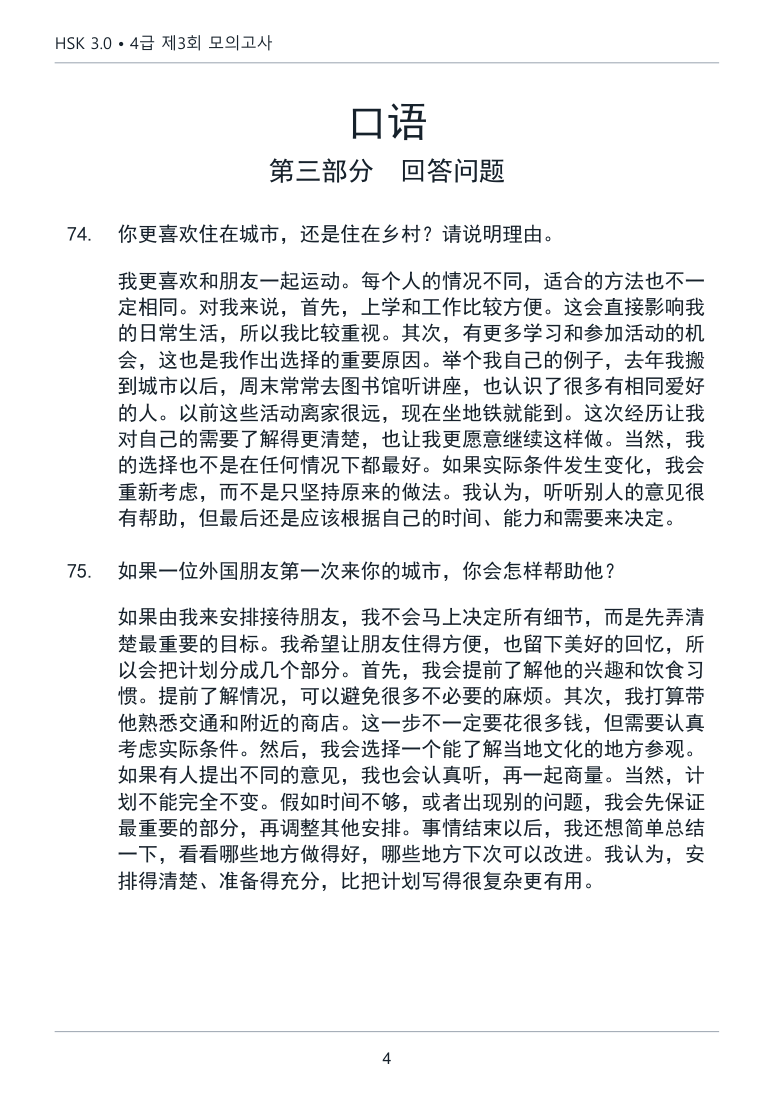 HSK 3.0 • 4급 제3회 모의고사
口语
第三部分 回答问题
74. 你更喜欢住在城市，还是住在乡村？请说明理由。
我更喜欢和朋友一起运动。每个人的情况不同，适合的方法也不一
定相同。对我来说，首先，上学和工作比较方便。这会直接影响我
的日常生活，所以我比较重视。其次，有更多学习和参加活动的机
会，这也是我作出选择的重要原因。举个我自己的例子，去年我搬
到城市以后，周末常常去图书馆听讲座，也认识了很多有相同爱好
的人。以前这些活动离家很远，现在坐地铁就能到。这次经历让我
对自己的需要了解得更清楚，也让我更愿意继续这样做。当然，我
的选择也不是在任何情况下都最好。如果实际条件发生变化，我会
重新考虑，而不是只坚持原来的做法。我认为，听听别人的意见很
有帮助，但最后还是应该根据自己的时间、能力和需要来决定。
75. 如果一位外国朋友第一次来你的城市，你会怎样帮助他？
如果由我来安排接待朋友，我不会马上决定所有细节，而是先弄清
楚最重要的目标。我希望让朋友住得方便，也留下美好的回忆，所
以会把计划分成几个部分。首先，我会提前了解他的兴趣和饮食习
惯。提前了解情况，可以避免很多不必要的麻烦。其次，我打算带
他熟悉交通和附近的商店。这一步不一定要花很多钱，但需要认真
考虑实际条件。然后，我会选择一个能了解当地文化的地方参观。
如果有人提出不同的意见，我也会认真听，再一起商量。当然，计
划不能完全不变。假如时间不够，或者出现别的问题，我会先保证
最重要的部分，再调整其他安排。事情结束以后，我还想简单总结
一下，看看哪些地方做得好，哪些地方下次可以改进。我认为，安
排得清楚、准备得充分，比把计划写得很复杂更有用。
4